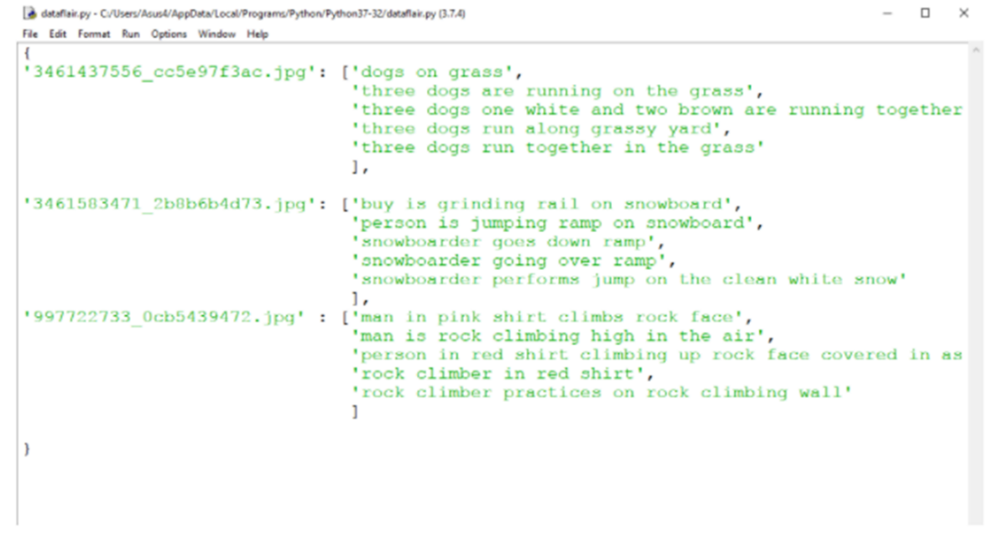 dataflair.py - C:/Users/Asus4/AppData/Local/Programs/Python/Python37-32/dataflair.py (3.7.4)
File Edit Format Run Options Window Help
{
'3461437556_cc5e97f3ac.jpg': ['dogs on grass',
'three dogs are running on the grass',
'three dogs one white and two brown are running together
'three dogs run along grassy yard',
'three dogs run together in the grass'
],
'3461583471_2b8b6b4d73.jpg': ['buy is grinding rail on snowboard',
'person is jumping ramp on snowboard',
'snowboarder goes down ramp',
'snowboarder going over ramp',
'snowboarder performs jump on the clean white snow'
],
'997722733_0cb5439472.jpg' : ['man in pink shirt climbs rock face',
'man is rock climbing high in the air',
'person in red shirt climbing up rock face covered in as
'rock climber in red shirt',
'rock climber practices on rock climbing wall'
]
}